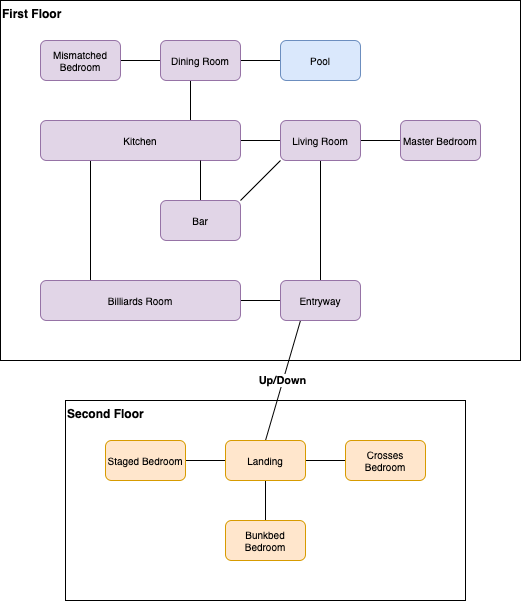 First Floor
Mismatched
Bedroom
Dining Room
Pool
Kitchen
Living Room
Master Bedroom
Bar
Billiards Room
Entryway
Up/Down
Second Floor
Staged Bedroom
Landing
Crosses
Bedroom
Bunkbed
Bedroom